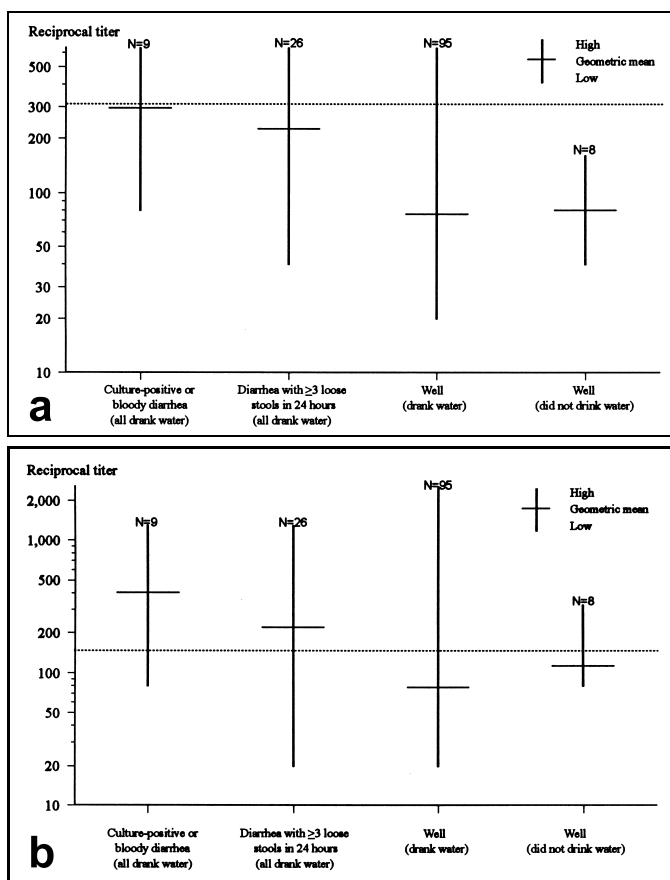 Reciprocal titer
N=9
N=26
N=95
High
Geometric mean
Low
500
300
200
N=8
100
50
30
20
10
Culture-positive or
bloody diarrhea
(all drank water)
Diarrhea with ≥3 loose
stools in 24 hours
(all drank water)
Well
(drank water)
Well
(did not drink water)
a
Reciprocal titer
N=95
High
Geometric mean
Low
2,000
N=9
N=26
1,000
500
N=8
200
100
50
20
10
Culture-positive or
bloody diarrhea
(all drank water)
Diarrhea with ≥3 loose
stools in 24 hours
(all drank water)
Well
(drank water)
Well
(did not drink water)
b